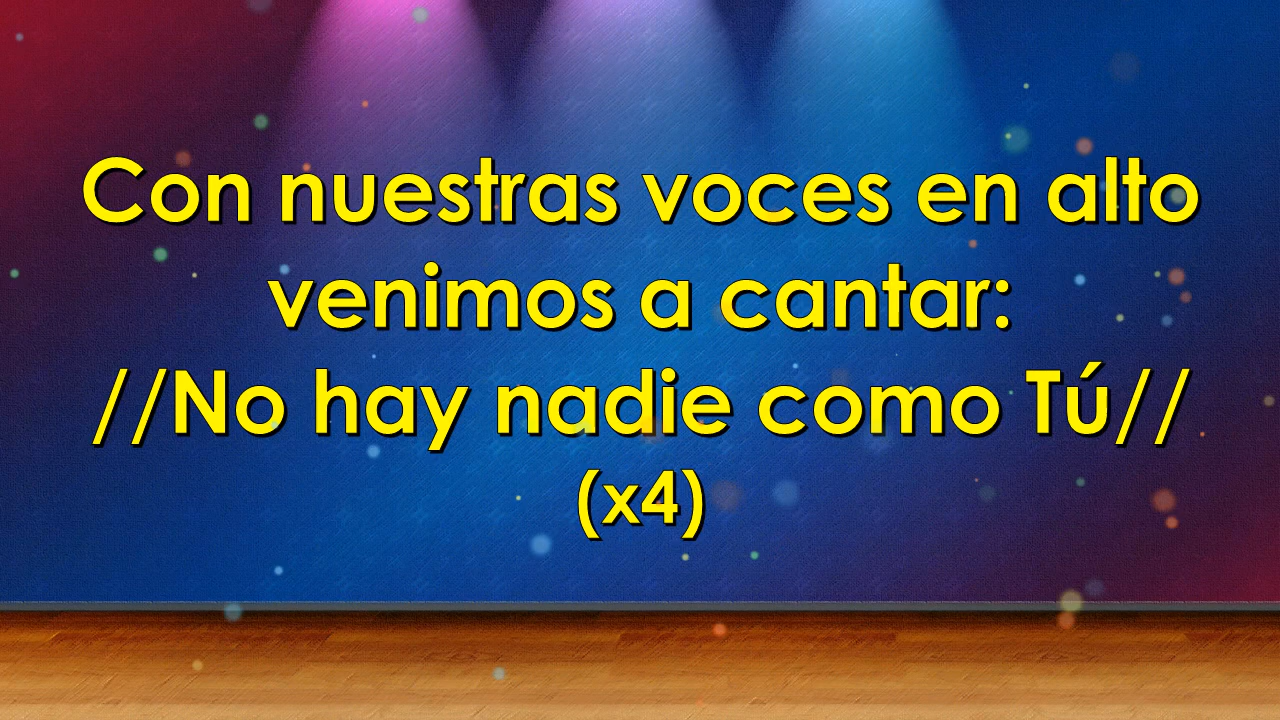 Con nuestras voces en alto
venimos a cantar:
//No hay nadie como Tú//
(x4)